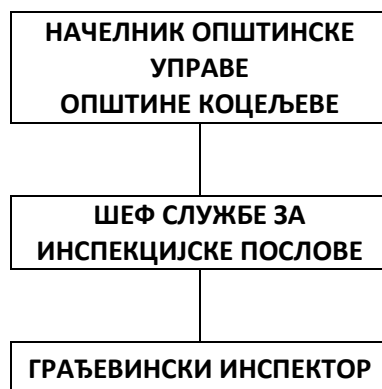 НАЧЕЛНИК ОПШТИНСКЕ
УПРАВЕ
ОПШТИНЕ КОЦЕЉЕВЕ
ШЕФ СЛУЖБЕ ЗА
ИНСПЕКЦИЈСКЕ ПОСЛОВЕ
ГРАЂЕВИНСКИ ИНСПЕКТОР